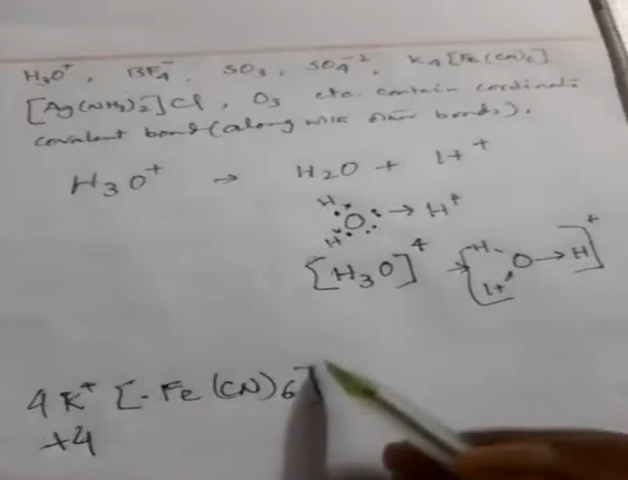 H3O+, BF4-, SO3, SO4-2, K4[Fe(CN)6].
[Ag(NH3)2]Cl, O3 etc. contain cordinate
covalent bond (along with other bonds).
H3O+ → H2O + H+
H
O → H+
H
[H3O]+ → [H O → H]+
H
4K+ [-Fe(CN)6]
+4